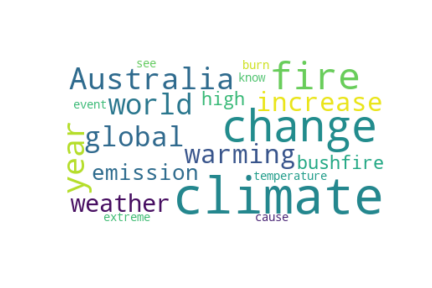 see
burn
Australia
fire
know
event
world
high
increase
year
global
change
warming
bushfire
emission
temperature
weather
climate
extreme
cause